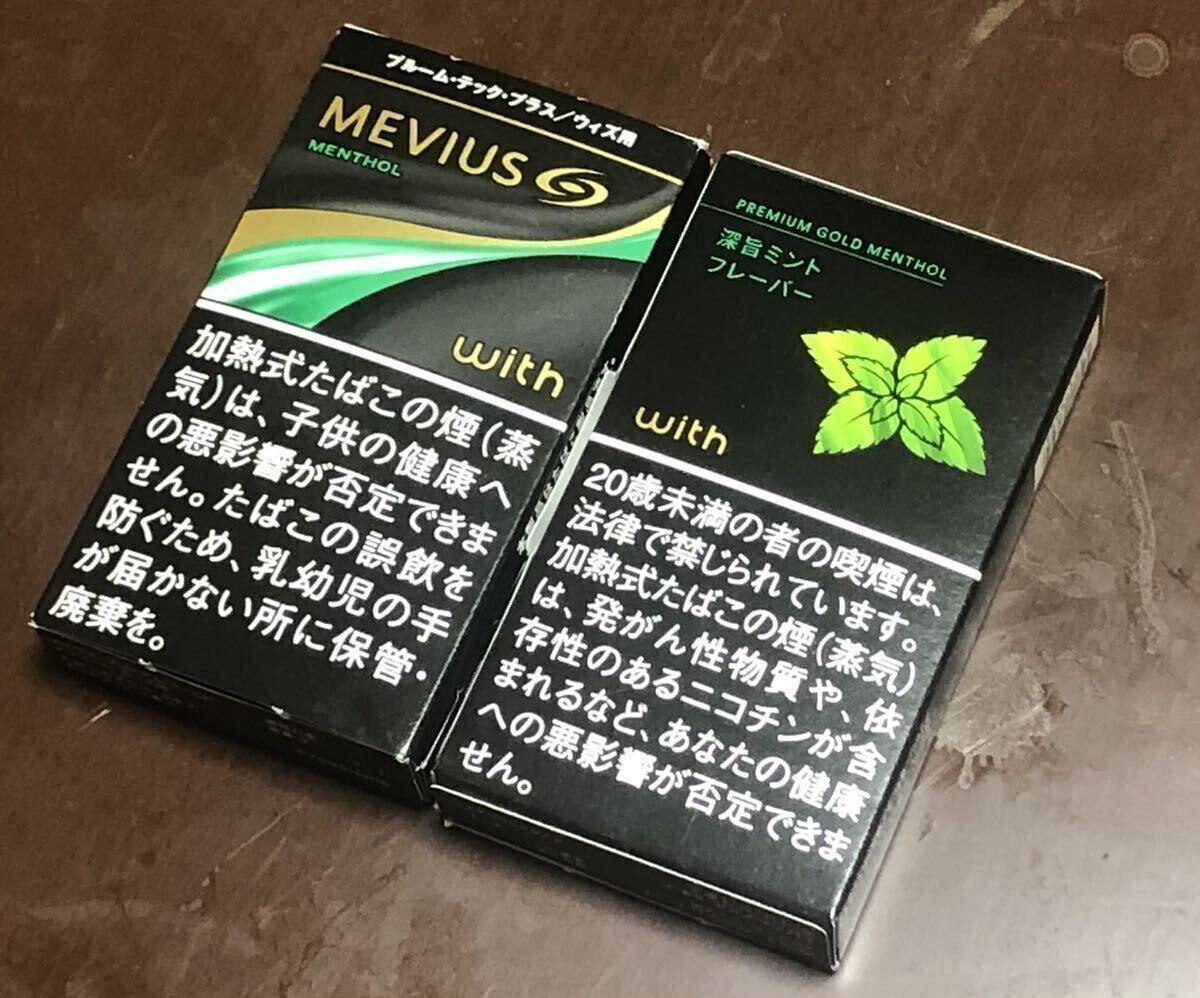 ブルーム・テック・プラス/ウィズ用
MEVIUS
MENTHOL
with
加熱式たばこの煙(蒸
気)は、子供の健康へ
の悪影響が否定できま
せん。たばこの誤飲を
防ぐため、乳幼児の手
が届かない所に保管・
廃棄を。
PREMIUM GOLD MENTHOL
深旨ミント
フレーバー
with
20歳未満の者の喫煙は、
法律で禁じられています。
加熱式たばこの煙(蒸気)
は、発がん性物質や、依
存性のあるニコチンが含
まれるなど、あなたの健康
への悪影響が否定できま
せん。